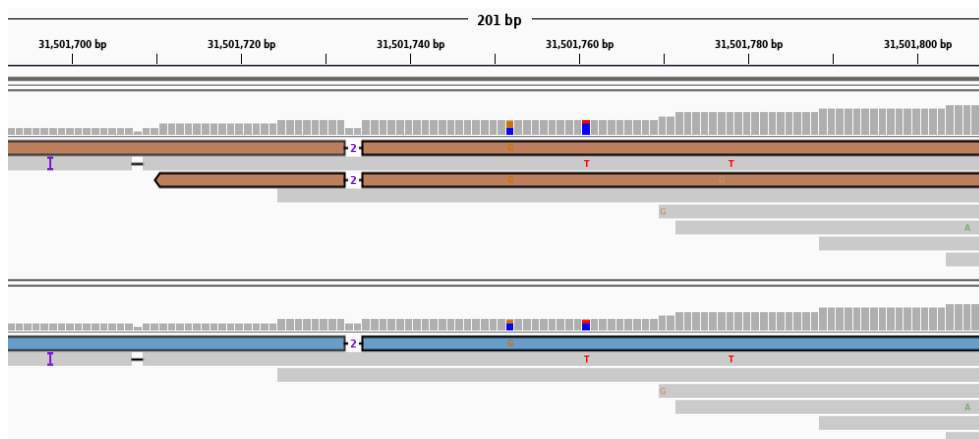 201 bp
31,501,700 bp 31,501,720 bp 31,501,740 bp 31,501,760 bp 31,501,780 bp 31,501,800 bp
2 G
I T T
2 G G
G
A
2 G
I T T
G
A